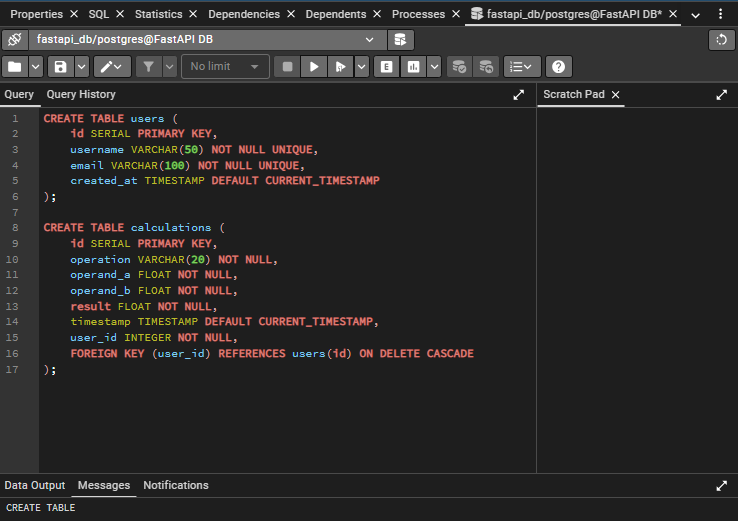 Properties SQL Statistics Dependencies Dependents Processes fastapi_db/postgres@FastAPI DB*
fastapi_db/postgres@FastAPI DB
No limit E
Query Query History Scratch Pad
1 CREATE TABLE users (
2 id SERIAL PRIMARY KEY,
3 username VARCHAR(50) NOT NULL UNIQUE,
4 email VARCHAR(100) NOT NULL UNIQUE,
5 created_at TIMESTAMP DEFAULT CURRENT_TIMESTAMP
6 );
7
8 CREATE TABLE calculations (
9 id SERIAL PRIMARY KEY,
10 operation VARCHAR(20) NOT NULL,
11 operand_a FLOAT NOT NULL,
12 operand_b FLOAT NOT NULL,
13 result FLOAT NOT NULL,
14 timestamp TIMESTAMP DEFAULT CURRENT_TIMESTAMP,
15 user_id INTEGER NOT NULL,
16 FOREIGN KEY (user_id) REFERENCES users(id) ON DELETE CASCADE
17 );
Data Output Messages Notifications
CREATE TABLE